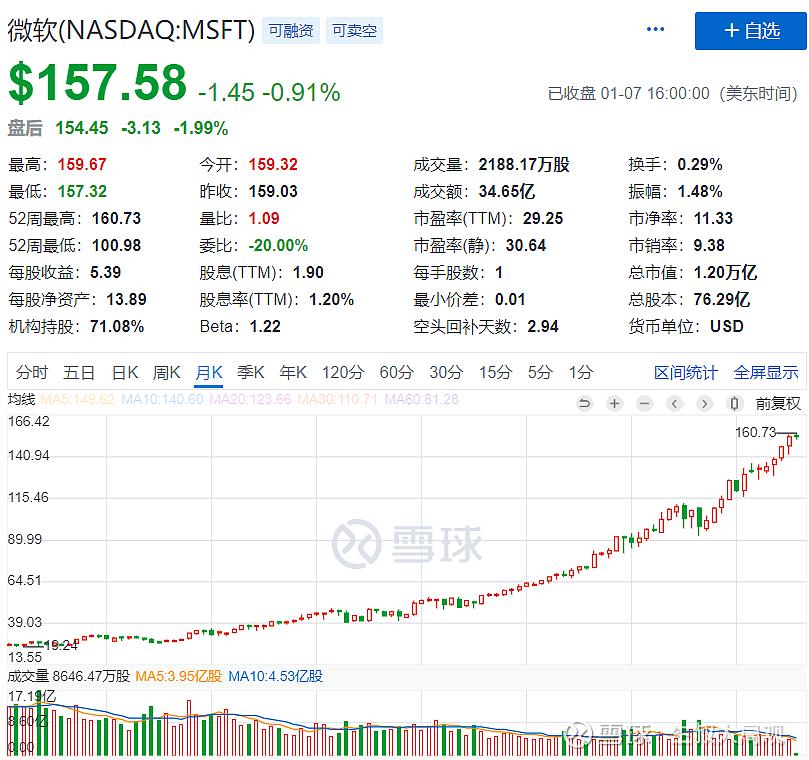 微软(NASDAQ:MSFT) 可融资 可卖空 ••• +自选
$157.58 -1.45 -0.91% 已收盘 01-07 16:00:00（美东时间）
盘后 154.45 -3.13 -1.99%
最高：159.67 今开：159.32 成交量：2188.17万股 换手：0.29%
最低：157.32 昨收：159.03 成交额：34.65亿 振幅：1.48%
52周最高：160.73 量比：1.09 市盈率(TTM)：29.25 市净率：11.33
52周最低：100.98 委比：-20.00% 市盈率(静)：30.64 市销率：9.38
每股收益：5.39 股息(TTM)：1.90 每手股数：1 总市值：1.20万亿
每股净资产：13.89 股息率(TTM)：1.20% 最小价差：0.01 总股本：76.29亿
机构持股：71.08% Beta：1.22 空头回补天数：2.94 货币单位：USD
分时 五日 日K 周K 月K 季K 年K 120分 60分 30分 15分 5分 1分 区间统计 全屏显示
均线 MA5:149.62 MA10:140.60 MA20:123.66 MA30:110.71 MA60:81.28 前复权
166.42
160.73
140.94
115.46
89.99
雪球
64.51
39.03
19.24
13.55
成交量 8646.47万股 MA5:3.95亿股 MA10:4.53亿股
17.19亿
8.60亿
雪球
0.00